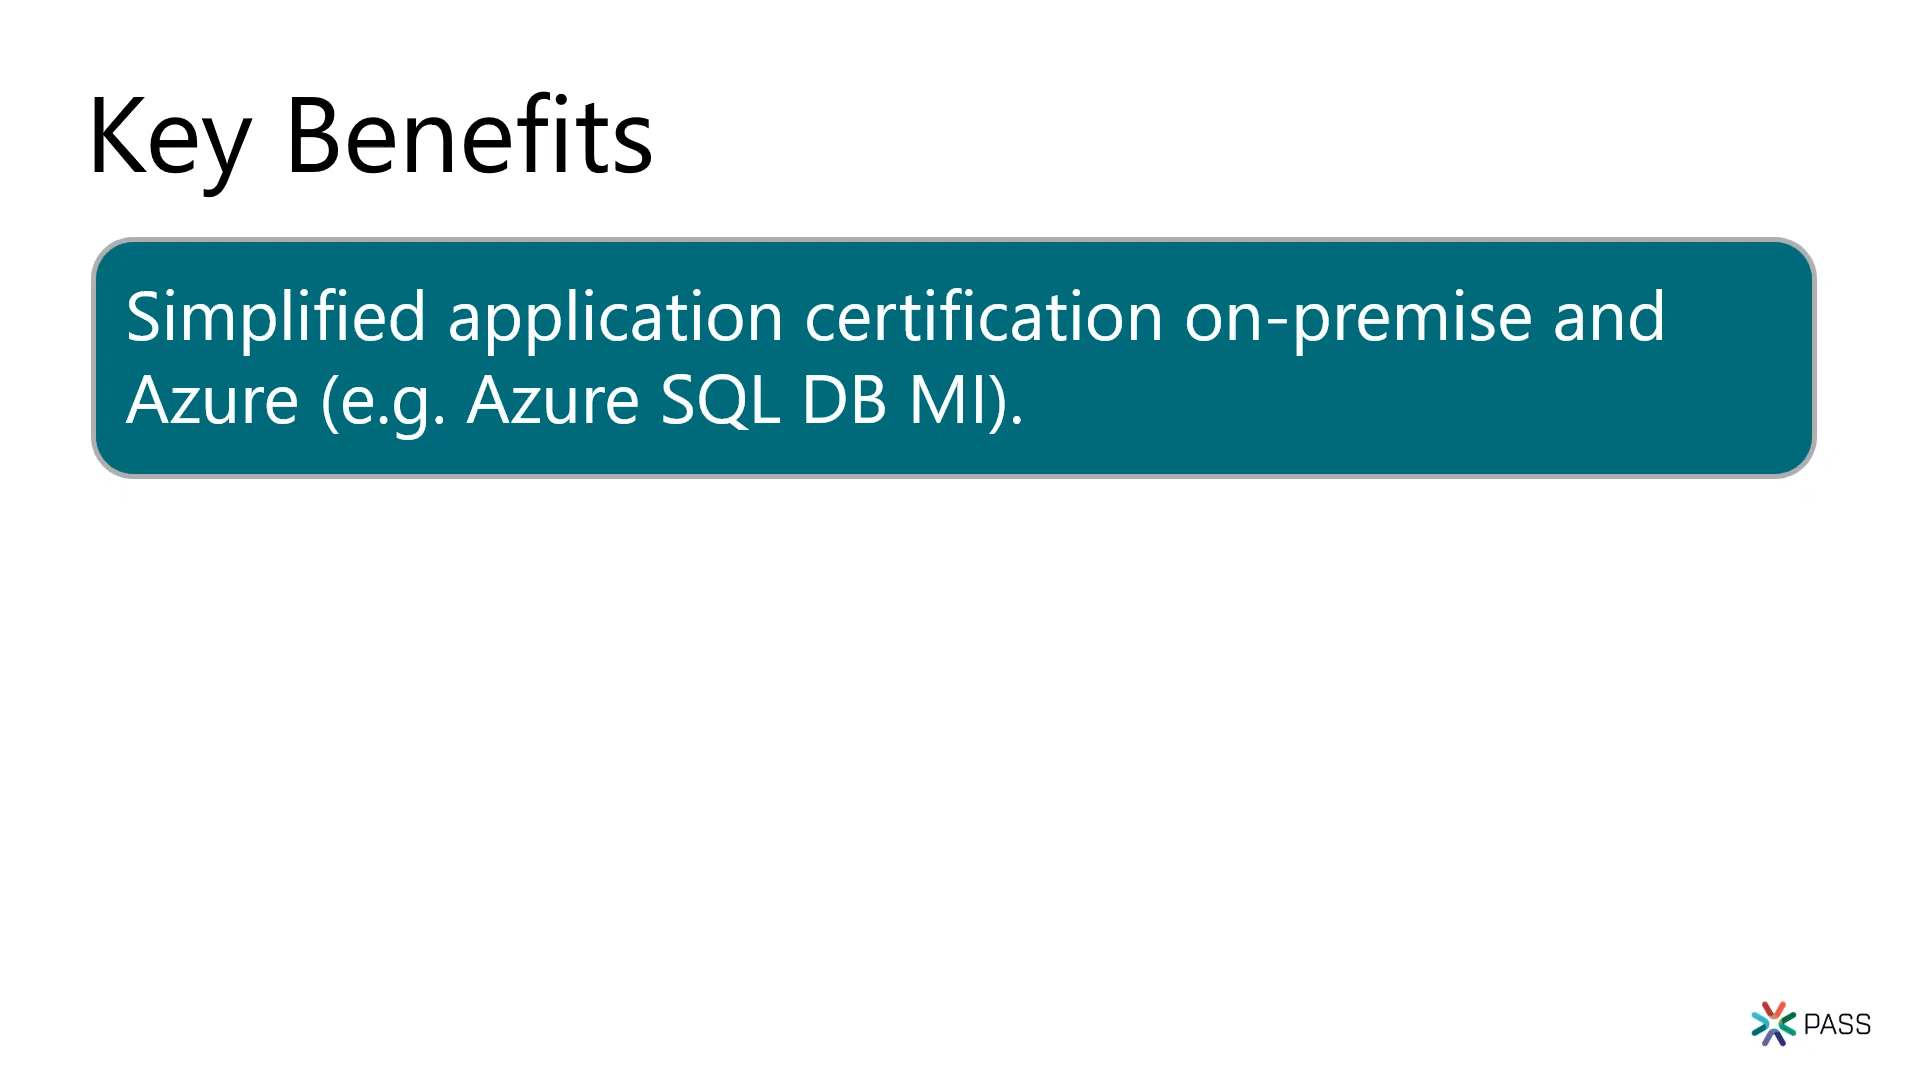 Key Benefits
Simplified application certification on-premise and
Azure (e.g. Azure SQL DB MI).
PASS